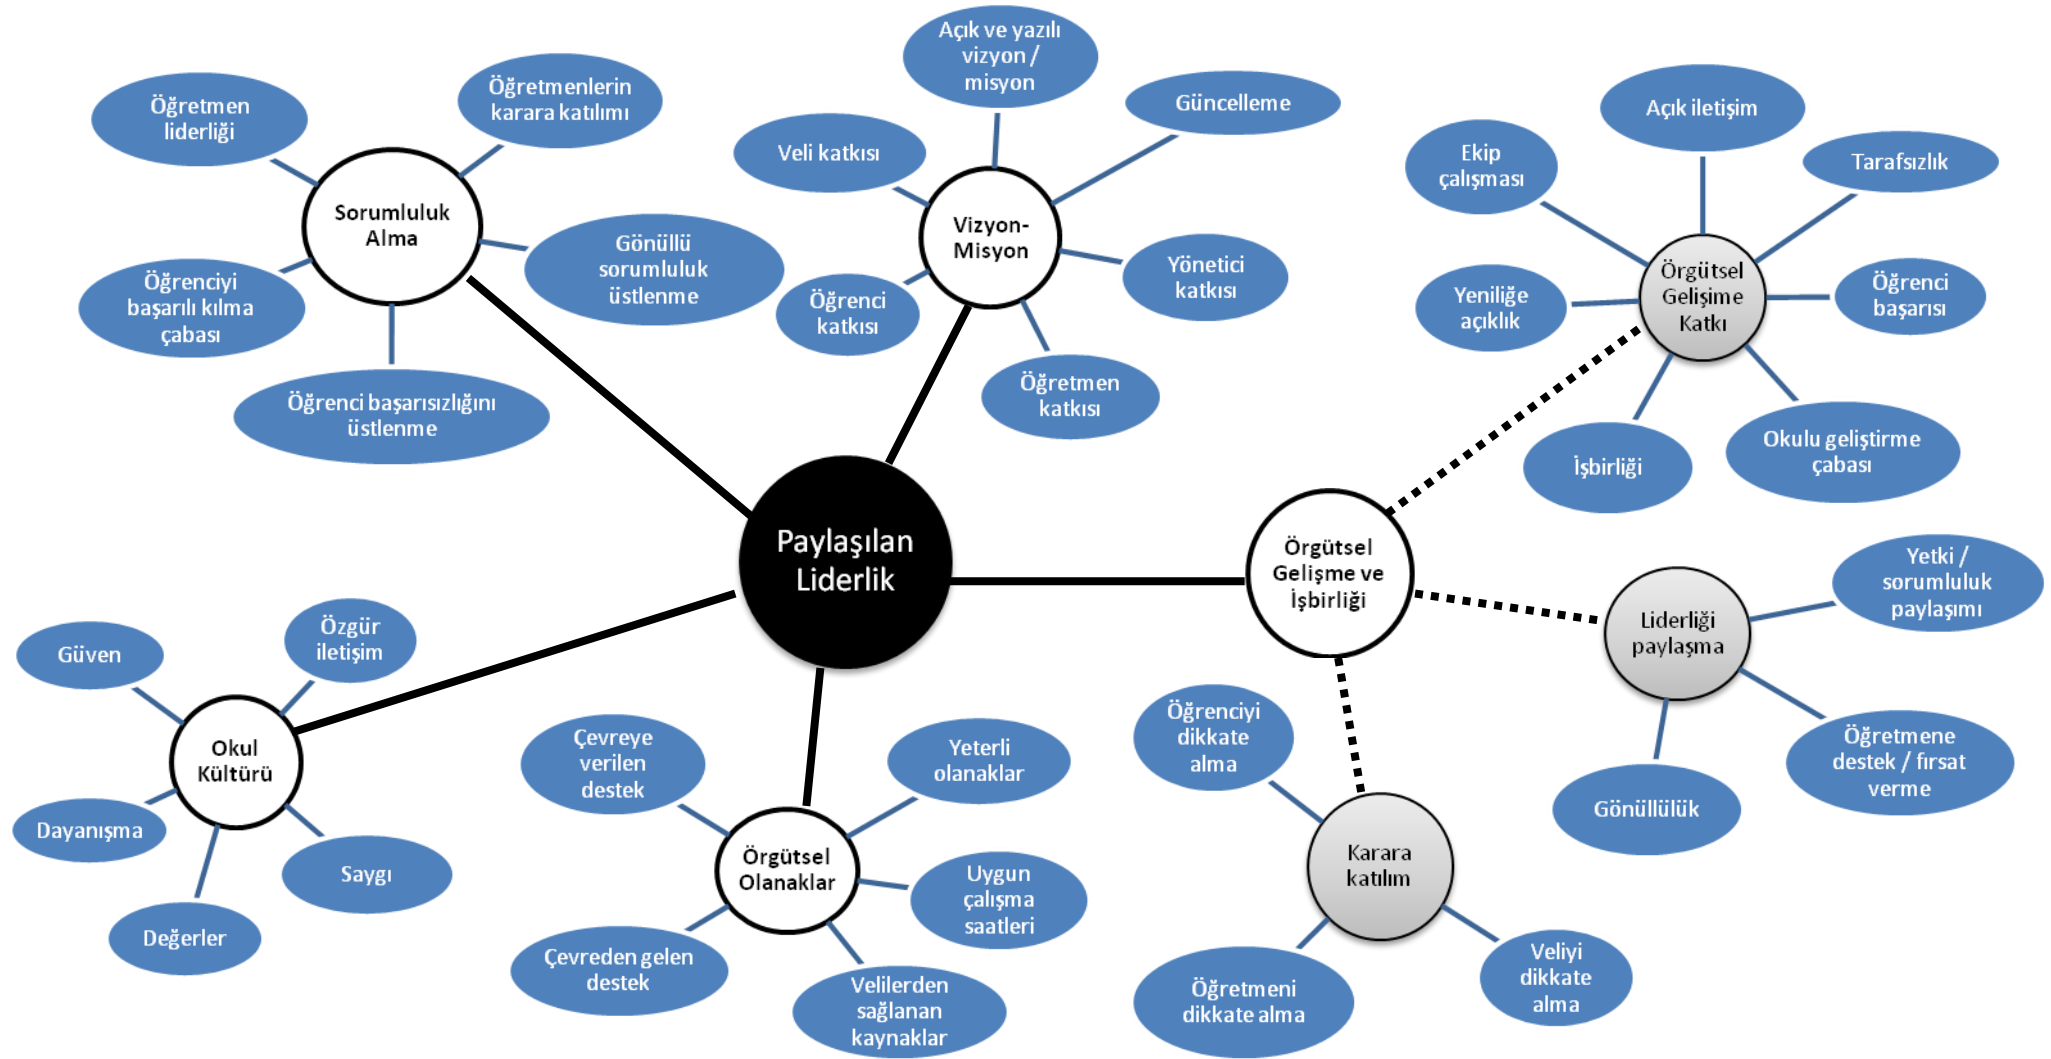 Açık ve yazılı
vizyon /
misyon
Öğretmen
liderliği
Öğretmenlerin
karara katılımı
Veli katkısı
Güncelleme
Sorumluluk
Alma
Vizyon-
Misyon
Öğrenciyi
başarılı kılma
çabası
Gönüllü
sorumluluk
üstlenme
Öğrenci
katkısı
Yönetici
katkısı
Öğrenci başarısızlığını
üstlenme
Öğretmen
katkısı
Açık iletişim
Ekip
çalışması
Tarafsızlık
Yeniliğe
açıklık
Örgütsel
Gelişime
Katkı
Öğrenci
başarısı
İşbirliği
Okulu geliştirme
çabası
Paylaşılan
Liderlik
Örgütsel
Gelişme ve
İşbirliği
Liderliği
paylaşma
Yetki /
sorumluluk
paylaşımı
Öğretmene
destek / fırsat
verme
Gönüllülük
Güven
Özgür
iletişim
Okul
Kültürü
Dayanışma
Saygı
Değerler
Çevreye
verilen
destek
Yeterli
olanaklar
Örgütsel
Olanaklar
Uygun
çalışma
saatleri
Çevreden gelen
destek
Velilerden
sağlanan
kaynaklar
Öğrenciyi
dikkate
alma
Karara
katılım
Öğretmeni
dikkate alma
Veliyi
dikkate
alma